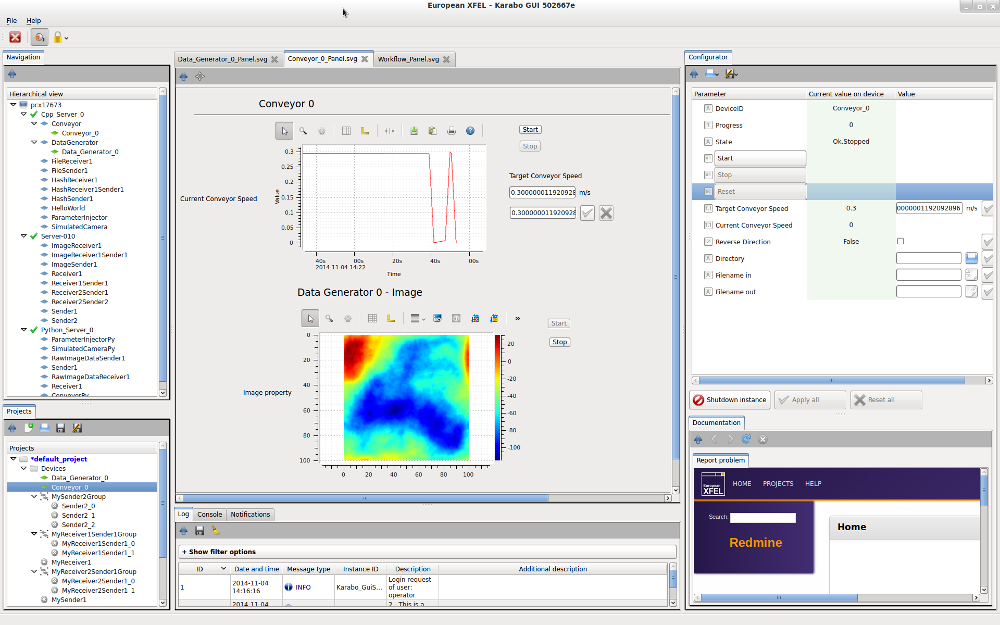 European XFEL - Karabo GUI 502667e
File Help
Navigation
Hierarchical view
pcx17673
Cpp_Server_0
Conveyor
Conveyor_0
DataGenerator
Data_Generator_0
FileReceiver1
FileSender1
HashReceiver1
HashReceiver1Sender1
HashSender1
HelloWorld
ParameterInjector
SimulatedCamera
Server-010
ImageReceiver1
ImageReceiver1Sender1
ImageSender1
Receiver1
Receiver1Sender1
Receiver2Sender1
Receiver2Sender2
Sender1
Sender2
Python_Server_0
ParameterInjectorPy
SimulatedCameraPy
RawImageDataSender1
Sender1
RawImageDataReceiver1
Receiver1
ConveyorPy
Projects
Projects
*default_project
Devices
Data_Generator_0
Conveyor_0
MySender2Group
Sender2_0
Sender2_1
Sender2_2
MyReceiver1Sender1Group
MyReceiver1Sender1_0
MyReceiver1Sender1_1
MyReceiver1
MyReceiver2Sender1Group
MyReceiver2Sender1_0
MyReceiver2Sender1_1
MySender1
Data_Generator_0_Panel.svg Conveyor_0_Panel.svg Workflow_Panel.svg
Conveyor 0
Start
Stop
Current Conveyor Speed
Value
0.3
0.25
0.2
0.15
0.1
0.05
0
40s 00s 20s 40s 00s
2014-11-04 14:22
Time
Target Conveyor Speed
0.300000011920928 m/s
0.300000011920928
Data Generator 0 - Image
Start
Stop
Image property
0
20
40
60
80
100
0 20 40 60 80 100
20
0
-20
-40
-60
-80
-100
Log Console Notifications
+ Show filter options
ID Date and time Message type Instance ID Description Additional description
1 2014-11-04 14:16:16 INFO Karabo_GuiS... Login request of user: operator
2014-11-04 2 - This is a
Configurator
Parameter Current value on device Value
DeviceID Conveyor_0
Progress 0
State Ok.Stopped
Start
Stop
Reset
Target Conveyor Speed 0.3 0000001192092896 m/s
Current Conveyor Speed 0
Reverse Direction False
Directory
Filename in
Filename out
Shutdown instance Apply all Reset all
Documentation
Report problem
European XFEL HOME PROJECTS HELP
Search:
Redmine
Home